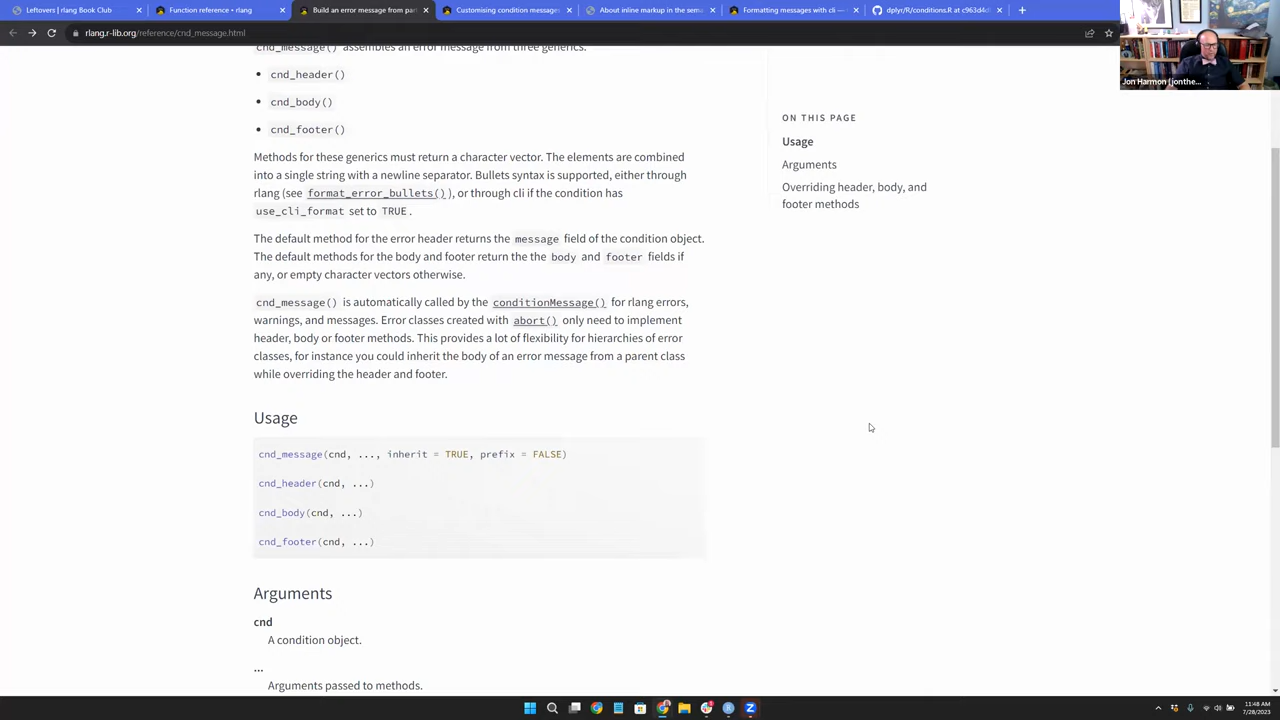 Leftovers | rlang Book Club
Function reference • rlang
Build an error message from par
Customising condition messages
About inline markup in the sema
Formatting messages with cli —
dplyr/R/conditions.R at c963d4d
rlang.r-lib.org/reference/cnd_message.html
Jon Harmon (jonthe...
cnd_message() assembles an error message from three generics.
cnd_header()
cnd_body()
cnd_footer()
Methods for these generics must return a character vector. The elements are combined
into a single string with a newline separator. Bullets syntax is supported, either through
rlang (see format_error_bullets()), or through cli if the condition has
use_cli_format set to TRUE.
The default method for the error header returns the message field of the condition object.
The default methods for the body and footer return the the body and footer fields if
any, or empty character vectors otherwise.
cnd_message() is automatically called by the conditionMessage() for rlang errors,
warnings, and messages. Error classes created with abort() only need to implement
header, body or footer methods. This provides a lot of flexibility for hierarchies of error
classes, for instance you could inherit the body of an error message from a parent class
while overriding the header and footer.
Usage
cnd_message(cnd, ..., inherit = TRUE, prefix = FALSE)
cnd_header(cnd, ...)
cnd_body(cnd, ...)
cnd_footer(cnd, ...)
Arguments
cnd
A condition object.
...
Arguments passed to methods.
ON THIS PAGE
Usage
Arguments
Overriding header, body, and
footer methods
11:48 AM
7/28/2023